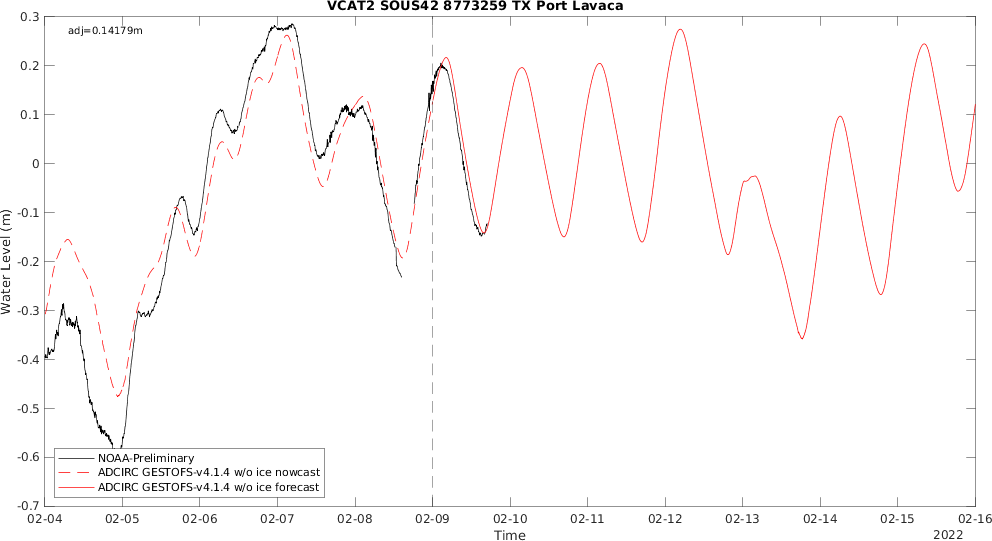 VCAT2 SOUS42 8773259 TX Port Lavaca
adj=0.14179m
0.3
0.2
0.1
0
-0.1
-0.2
-0.3
-0.4
-0.5
-0.6
-0.7
Water Level (m)
NOAA-Preliminary
ADCIRC GESTOFS-v4.1.4 w/o ice nowcast
ADCIRC GESTOFS-v4.1.4 w/o ice forecast
02-04 02-05 02-06 02-07 02-08 02-09 02-10 02-11 02-12 02-13 02-14 02-15 02-16
Time
2022